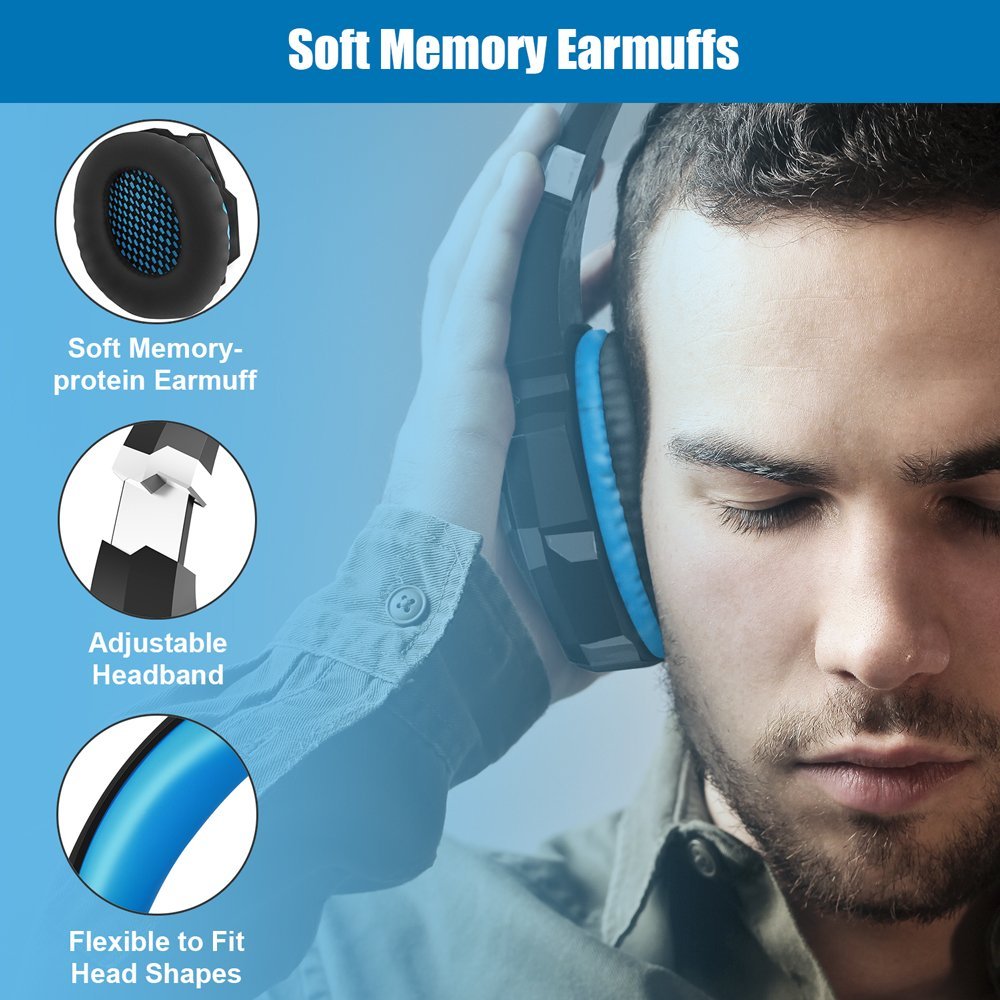 Soft Memory Earmuffs
Soft Memory-
protein Earmuff
Adjustable
Headband
Flexible to Fit
Head Shapes